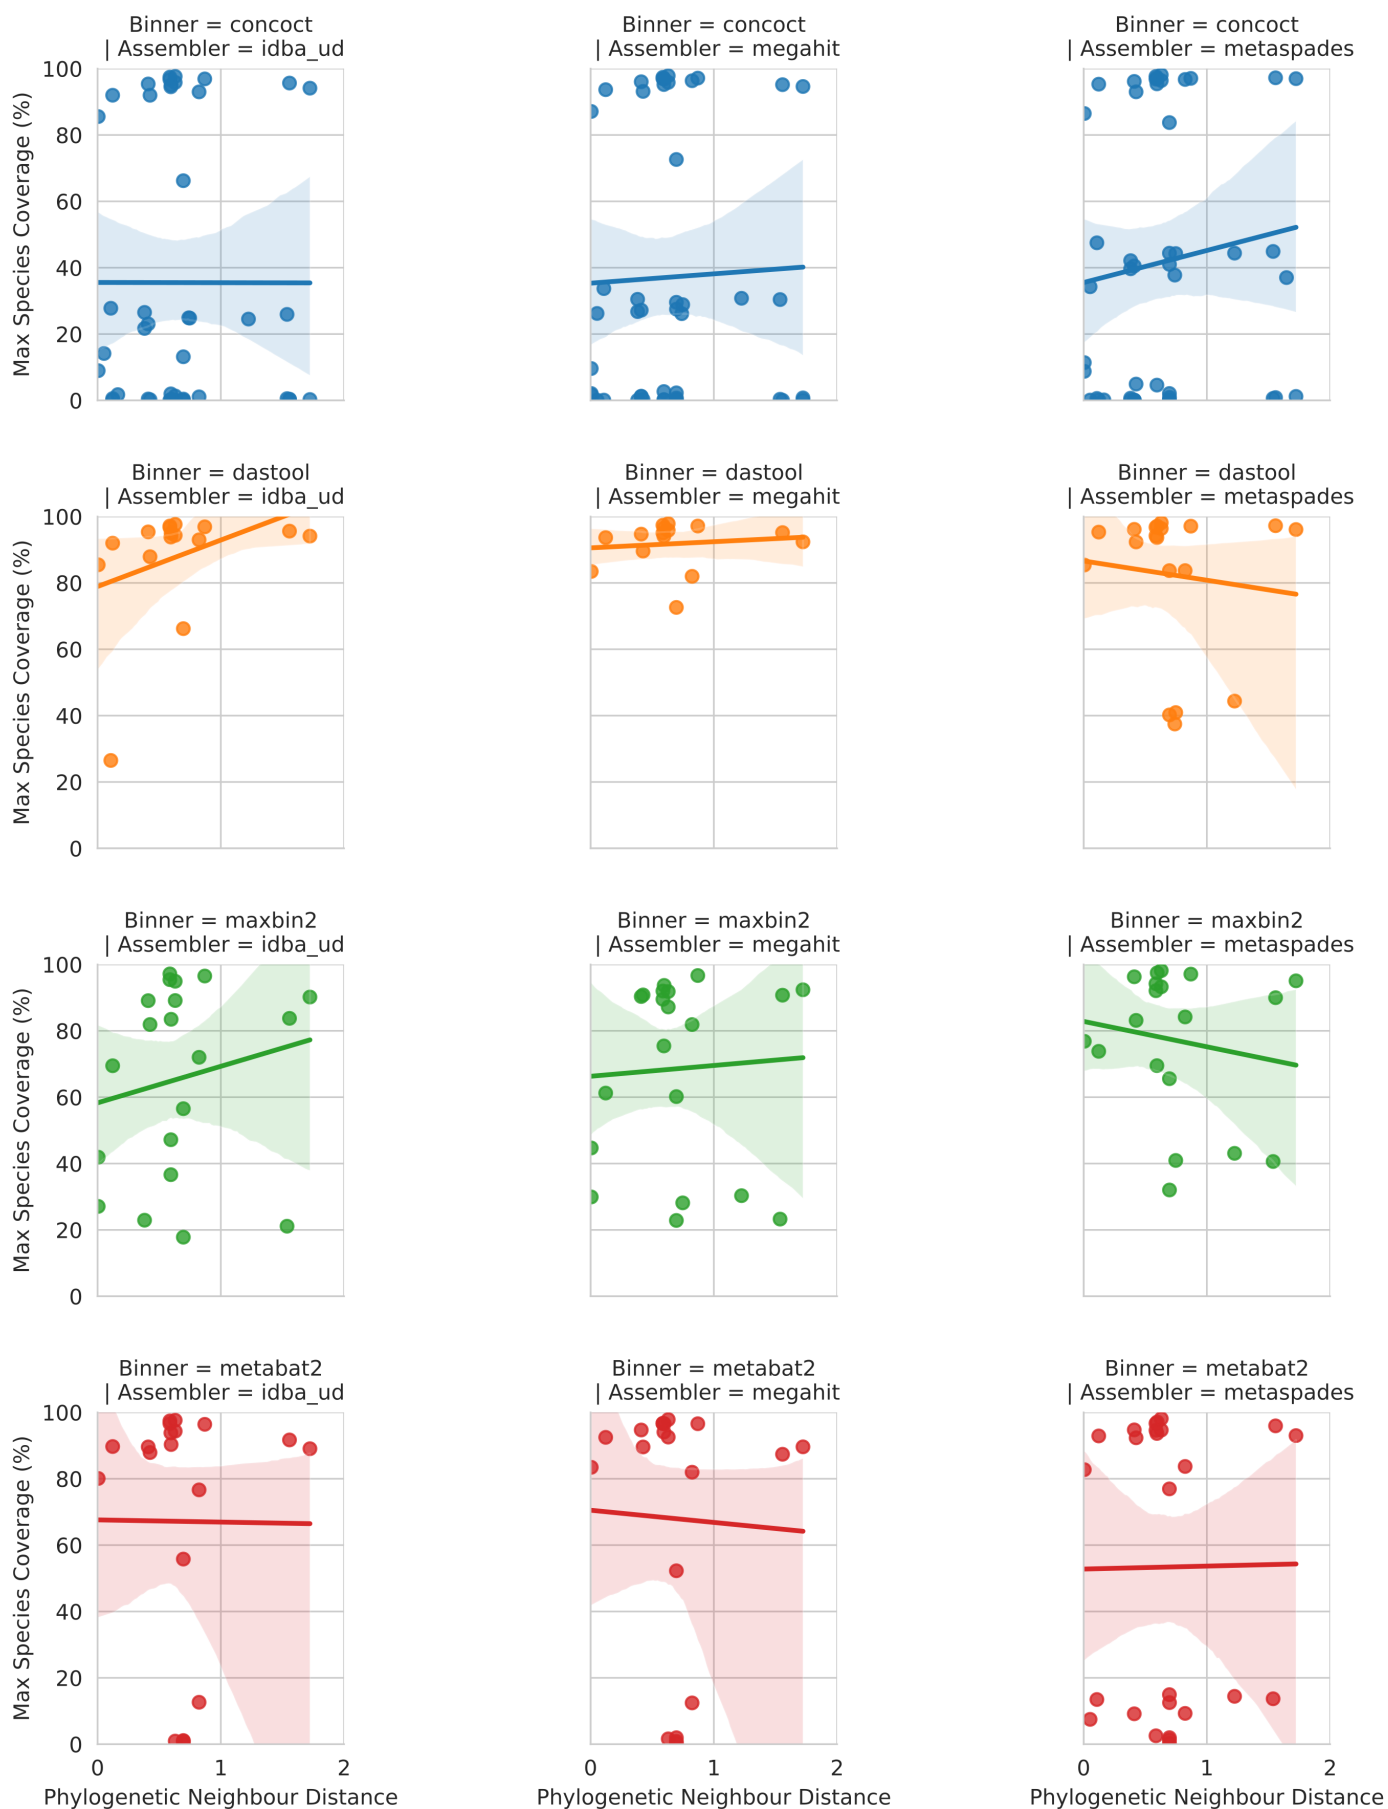 Binner = concoct
| Assembler = idba_ud
Binner = concoct
| Assembler = megahit
Binner = concoct
| Assembler = metaspades
Max Species Coverage (%)
100
80
60
40
20
0
Binner = dastool
| Assembler = idba_ud
Binner = dastool
| Assembler = megahit
Binner = dastool
| Assembler = metaspades
Max Species Coverage (%)
100
80
60
40
20
0
Binner = maxbin2
| Assembler = idba_ud
Binner = maxbin2
| Assembler = megahit
Binner = maxbin2
| Assembler = metaspades
Max Species Coverage (%)
100
80
60
40
20
0
Binner = metabat2
| Assembler = idba_ud
Binner = metabat2
| Assembler = megahit
Binner = metabat2
| Assembler = metaspades
Max Species Coverage (%)
100
80
60
40
20
0
0 1 2
0 1 2
0 1 2
Phylogenetic Neighbour Distance
Phylogenetic Neighbour Distance
Phylogenetic Neighbour Distance